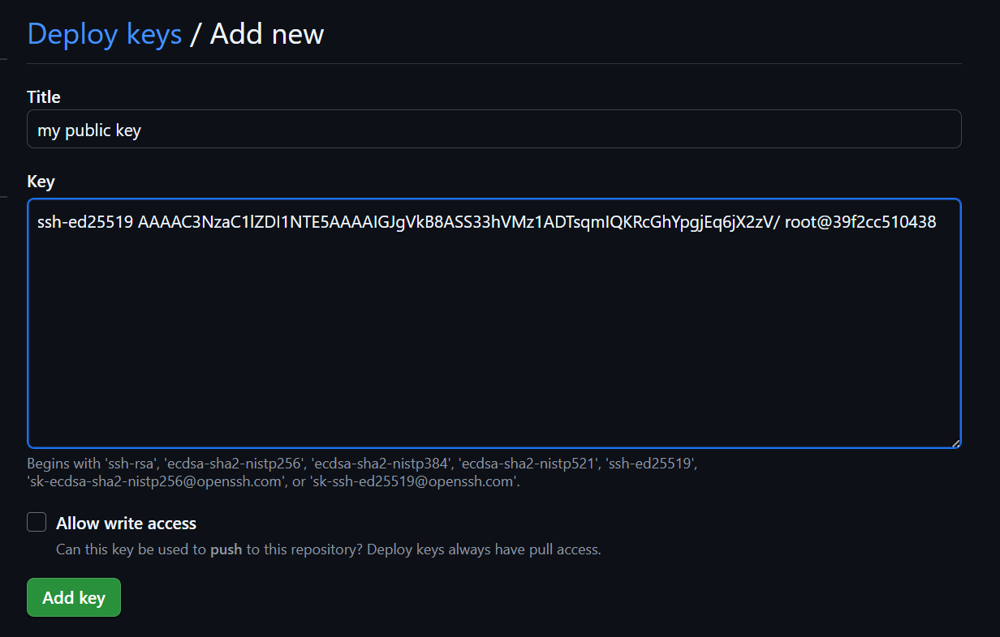 Deploy keys / Add new
Title
my public key
Key
ssh-ed25519 AAAAC3NzaC1lZDI1NTE5AAAAIGJgVkB8ASS33hVMz1ADTsqmIQKRcGhYpgjEq6jX2zV/ root@39f2cc510438
Begins with 'ssh-rsa', 'ecdsa-sha2-nistp256', 'ecdsa-sha2-nistp384', 'ecdsa-sha2-nistp521', 'ssh-ed25519',
'sk-ecdsa-sha2-nistp256@openssh.com', or 'sk-ssh-ed25519@openssh.com'.
Allow write access
Can this key be used to push to this repository? Deploy keys always have pull access.
Add key